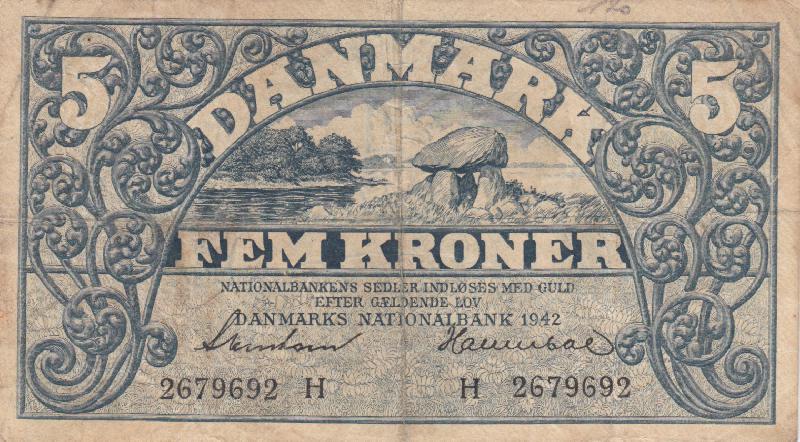 5 DANMARK 5
FEM KRONER
NATIONALBANKENS SEDLER INDLØSES MED GULD
EFTER GÆLDENDE LOV
DANMARKS NATIONALBANK 1942
2679692 H H 2679692